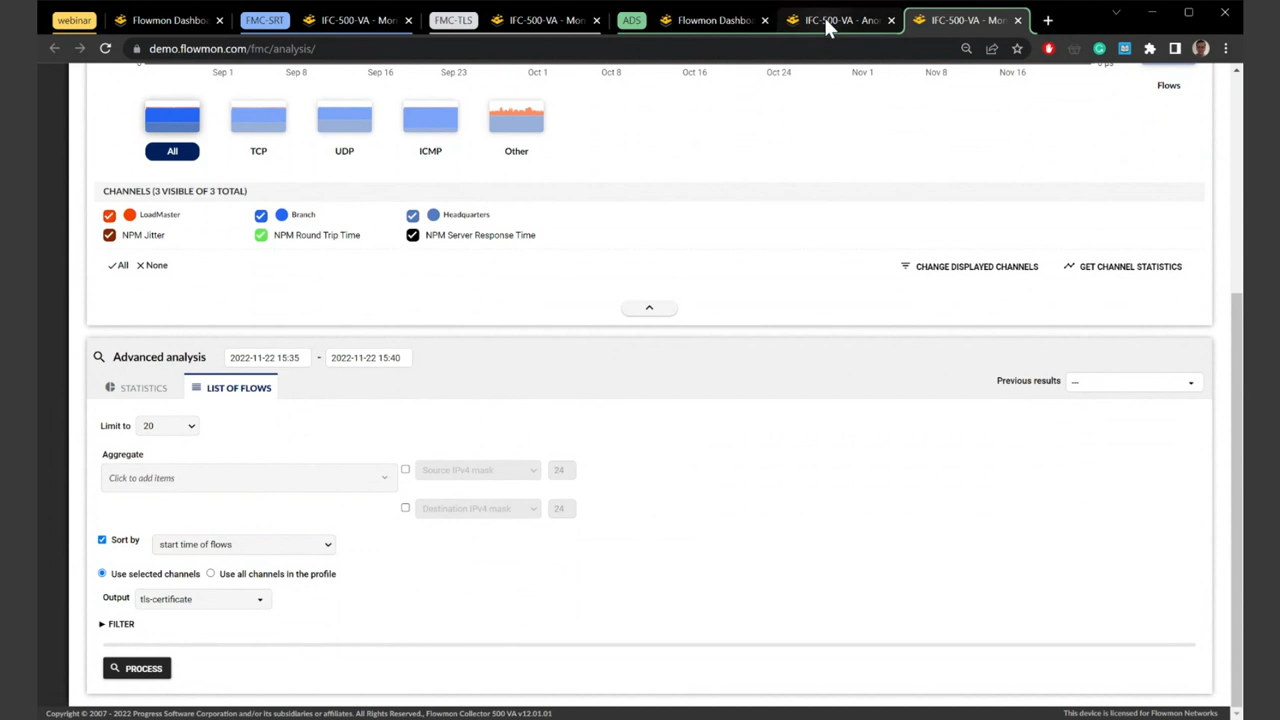 webinar
Flowmon Dashb
FMC-SRT
IFC-500-VA - Mon
FMC-TLS
IFC-500-VA - Mon
ADS
Flowmon Dashbo
IFC-500-VA - Ano
IFC-500-VA - Mon
demo.flowmon.com/fmc/analysis/
Sep 1
Sep 8
Sep 16
Sep 23
Oct 1
Oct 8
Oct 16
Oct 24
Nov 1
Nov 8
Nov 16
Flows
All
TCP
UDP
ICMP
Other
CHANNELS (3 VISIBLE OF 3 TOTAL)
LoadMaster
Branch
Headquarters
NPM Jitter
NPM Round Trip Time
NPM Server Response Time
All
None
CHANGE DISPLAYED CHANNELS
GET CHANNEL STATISTICS
Advanced analysis
2022-11-22 15:35
-
2022-11-22 15:40
STATISTICS
LIST OF FLOWS
Previous results
---
Limit to
20
Aggregate
Click to add items
Source IPv4 mask
24
Destination IPv4 mask
24
Sort by
start time of flows
Use selected channels
Use all channels in the profile
Output
tls-certificate
FILTER
PROCESS
Copyright © 2007 - 2022 Progress Software Corporation and/or its subsidiaries or affiliates. All Rights Reserved., Flowmon Collector 500 VA v12.01.01
This device is licensed for Flowmon Networks